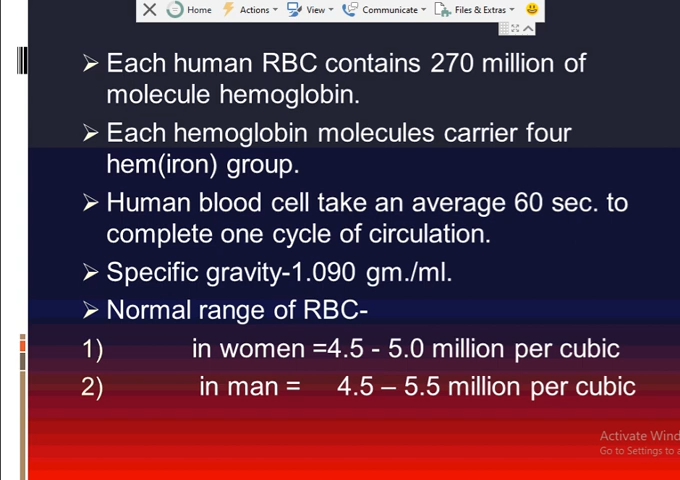 Home Actions View Communicate Files & Extras
Each human RBC contains 270 million of
molecule hemoglobin.
Each hemoglobin molecules carrier four
hem(iron) group.
Human blood cell take an average 60 sec. to
complete one cycle of circulation.
Specific gravity-1.090 gm./ml.
Normal range of RBC-
1) in women =4.5 - 5.0 million per cubic
2) in man = 4.5 – 5.5 million per cubic
Activate Wind
Go to Settings to a